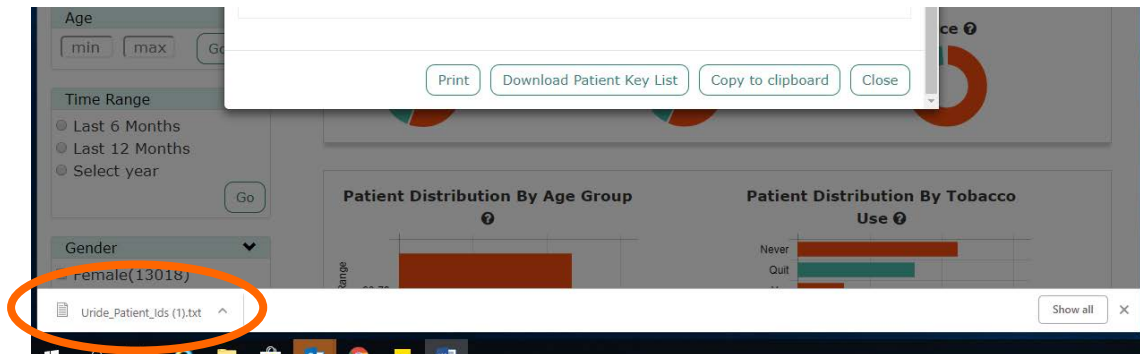 Age
min max Go
ce
Print Download Patient Key List Copy to clipboard Close
Time Range
Last 6 Months
Last 12 Months
Select year
Go
Patient Distribution By Age Group
Patient Distribution By Tobacco
Use
Gender
Female(13018)
Range
Never
Quit
Uride_Patient_Ids (1).txt
Show all